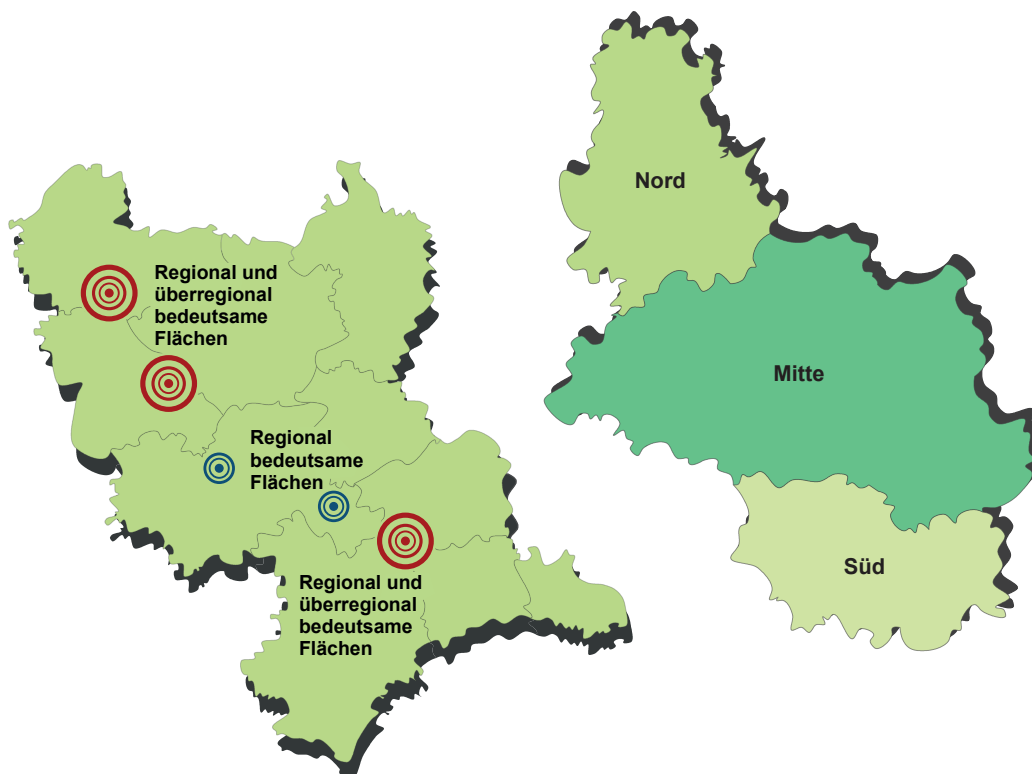 Regional und
überregional
bedeutsame
Flächen
Regional
bedeutsame
Flächen
Regional und
überregional
bedeutsame
Flächen
Nord
Mitte
Süd